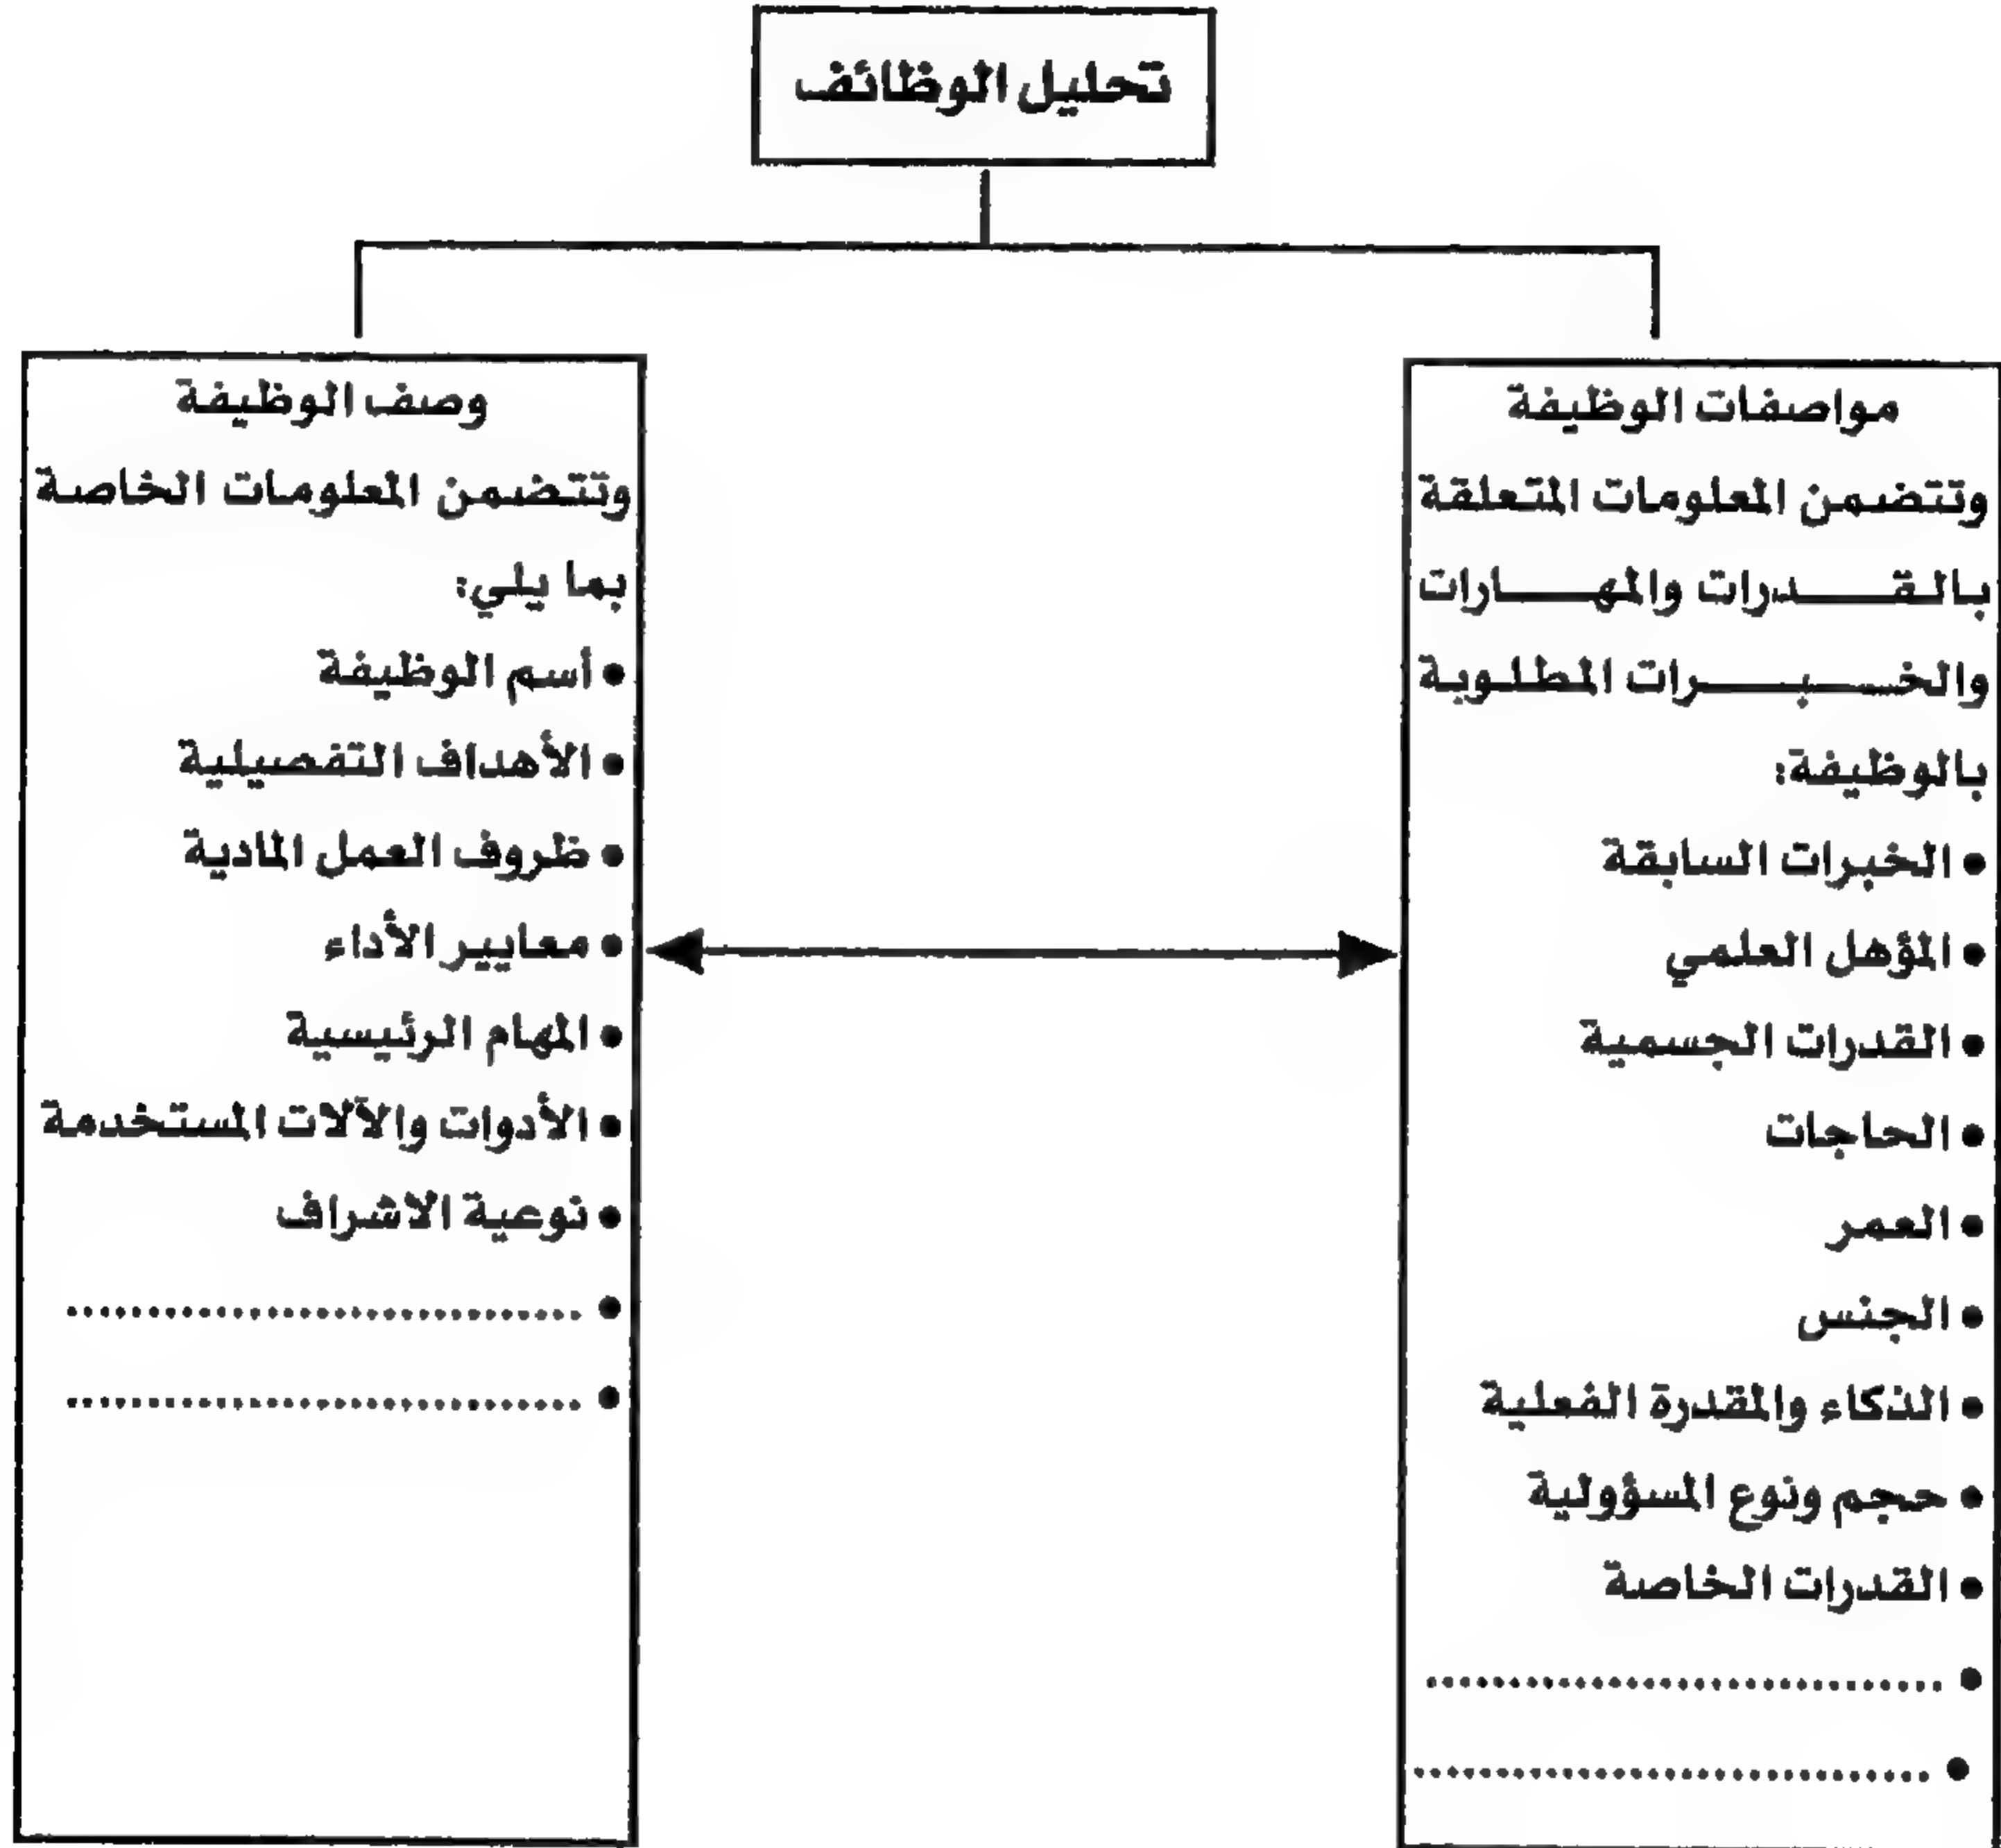 تحليل الوظائف
مواصفات الوظيفة
وتتضمن المعلومات المتعلقة
بالقدرات والمهارات
والخبرات المطلوبة
بالوظيفة:
• الخبرات السابقة
• المؤهل العلمي
• القدرات الجسمية
• الحاجات
• العمر
• الجنس
• الذكاء والمقدرة الفعلية
• حجم ونوع المسؤولية
• القدرات الخاصة
• ................................
• ................................
وصف الوظيفة
وتتضمن المعلومات الخاصة
بما يلي:
• أسم الوظيفة
• الأهداف التفصيلية
• ظروف العمل المادية
• معايير الأداء
• المهام الرئيسية
• الأدوات والآلات المستخدمة
• نوعية الاشراف
• ................................
• ................................